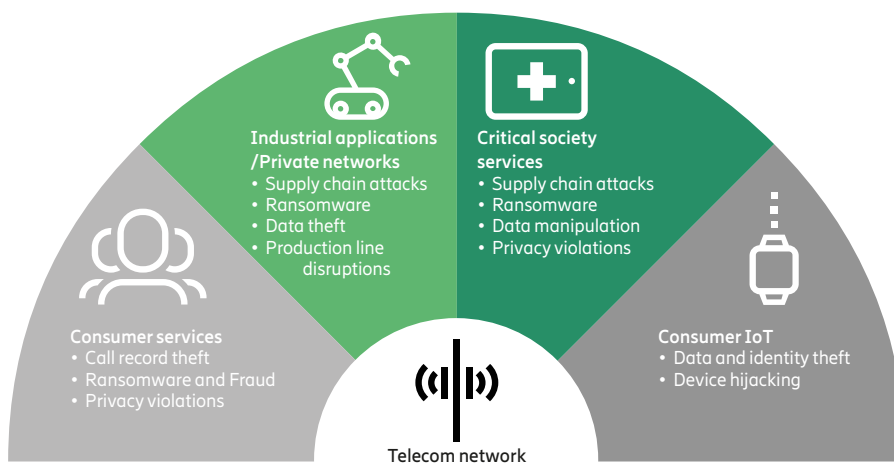 Industrial applications
/Private networks
• Supply chain attacks
• Ransomware
• Data theft
• Production line
disruptions
Critical society
services
• Supply chain attacks
• Ransomware
• Data manipulation
• Privacy violations
Consumer services
• Call record theft
• Ransomware and Fraud
• Privacy violations
Consumer IoT
• Data and identity theft
• Device hijacking
Telecom network